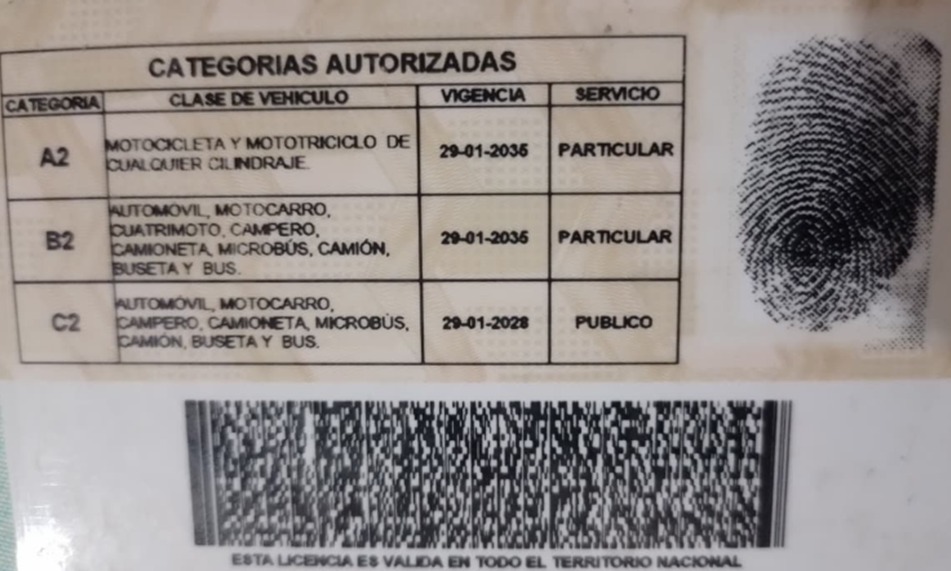 CATEGORIAS AUTORIZADAS
CATEGORIA CLASE DE VEHICULO VIGENCIA SERVICIO
A2 MOTOCICLETA Y MOTOTRICICLO DE CUALQUIER CILINDRAJE. 29-01-2035 PARTICULAR
B2 AUTOMÓVIL, MOTOCARRO, CUATRIMOTO, CAMPERO, CAMIONETA, MICROBÚS, CAMIÓN, BUSETA Y BUS. 29-01-2035 PARTICULAR
C2 AUTOMÓVIL, MOTOCARRO, CAMPERO, CAMIONETA, MICROBÚS, CAMIÓN, BUSETA Y BUS. 29-01-2028 PUBLICO
ESTA LICENCIA ES VALIDA EN TODO EL TERRITORIO NACIONAL